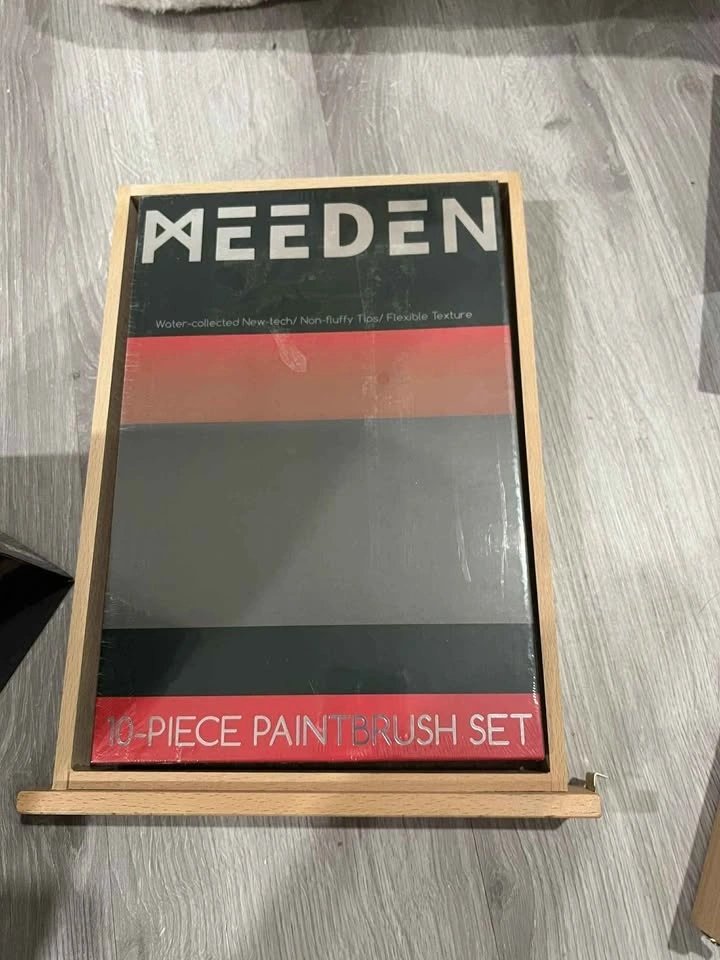 MEEDEN
Water-collected New-tech/ Non-fluffy Tips/ Flexible Texture
10-PIECE PAINTBRUSH SET